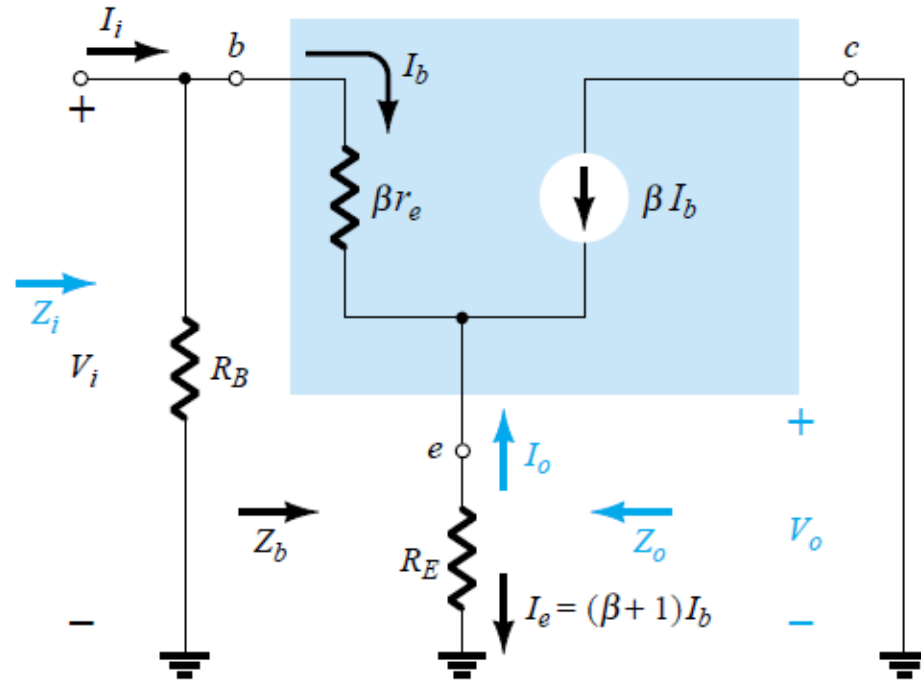 I_i
b
I_b
c
+
βr_e
βI_b
Z_i
V_i
R_B
+
e
I_o
Z_b
Z_o
V_o
R_E
−
I_e = (β + 1)I_b
−